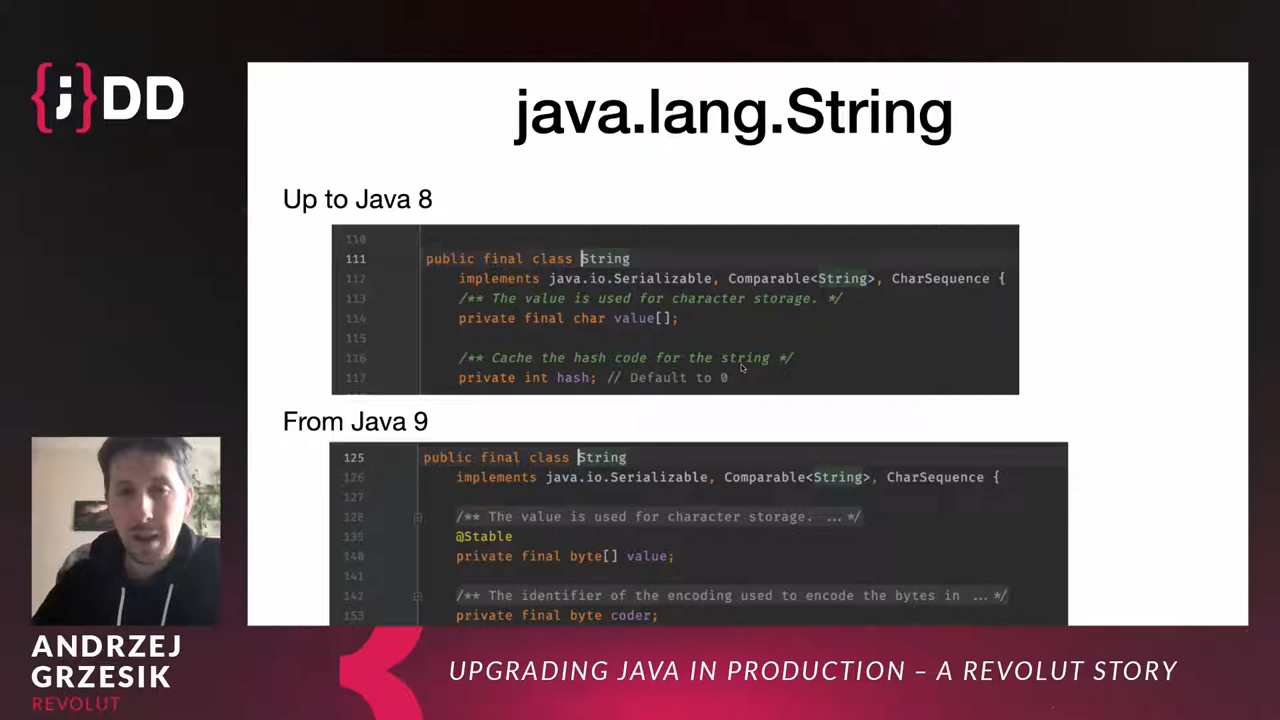 {j}DD
java.lang.String
Up to Java 8
110
111 public final class String
112 implements java.io.Serializable, Comparable<String>, CharSequence {
113 /** The value is used for character storage. */
114 private final char value[];
115
116 /** Cache the hash code for the string */
117 private int hash; // Default to 0
From Java 9
125 public final class String
126 implements java.io.Serializable, Comparable<String>, CharSequence {
127
128 /** The value is used for character storage. ...*/
139 @Stable
140 private final byte[] value;
141
142 /** The identifier of the encoding used to encode the bytes in ...*/
153 private final byte coder;
ANDRZEJ
GRZESIK
REVOLUT
UPGRADING JAVA IN PRODUCTION – A REVOLUT STORY